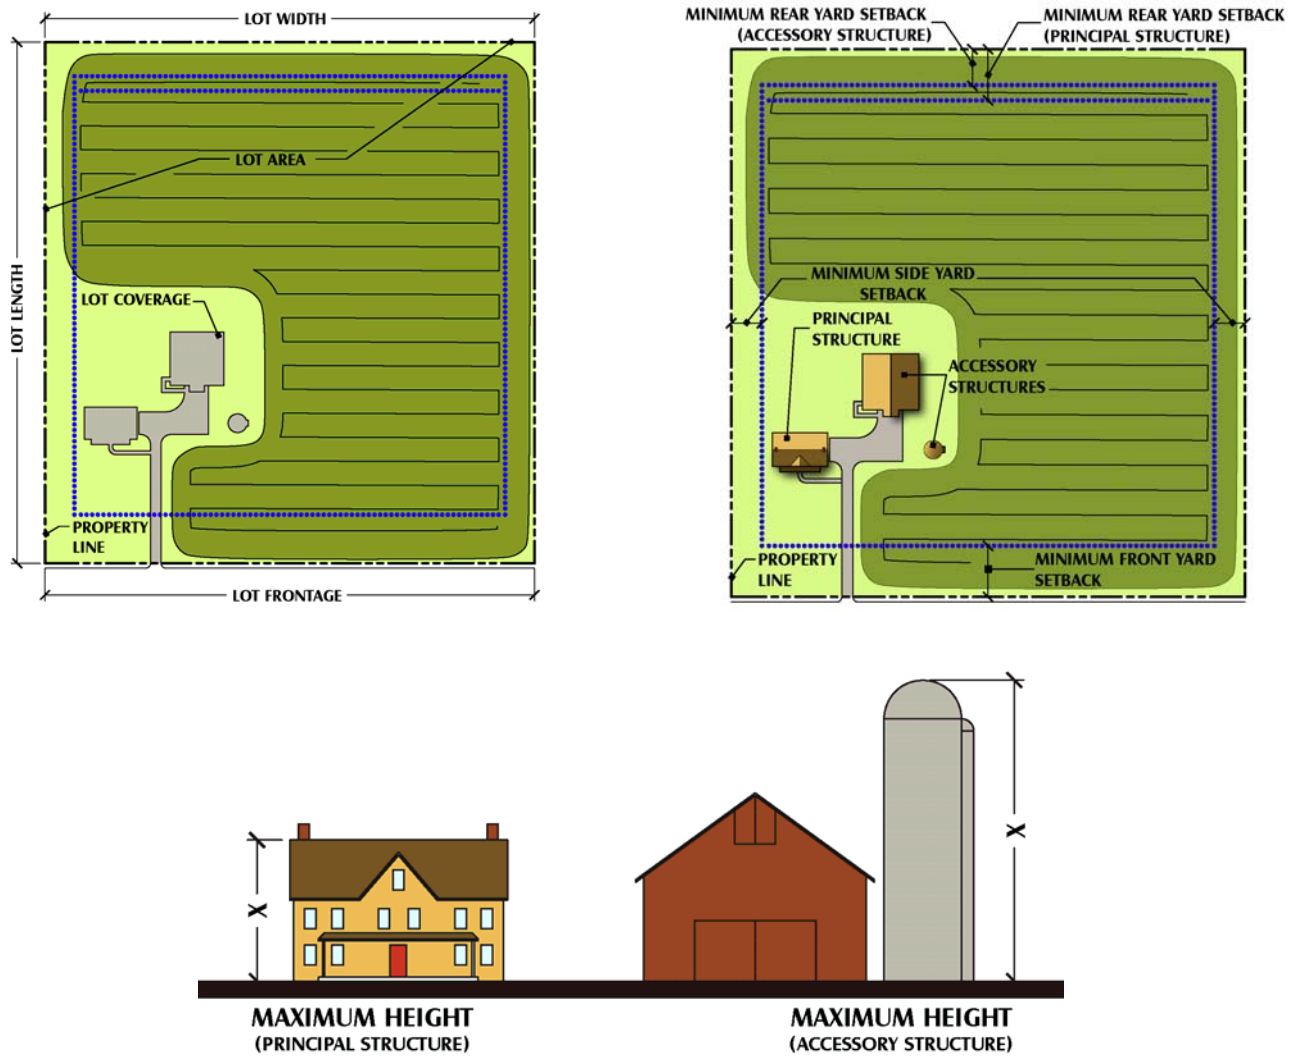 LOT WIDTH
LOT AREA
LOT LENGTH
LOT COVERAGE
PROPERTY
LINE
LOT FRONTAGE
MINIMUM REAR YARD SETBACK
(ACCESSORY STRUCTURE)
MINIMUM REAR YARD SETBACK
(PRINCIPAL STRUCTURE)
MINIMUM SIDE YARD
SETBACK
PRINCIPAL
STRUCTURE
ACCESSORY
STRUCTURES
PROPERTY
LINE
MINIMUM FRONT YARD
SETBACK
X
X
MAXIMUM HEIGHT
(PRINCIPAL STRUCTURE)
MAXIMUM HEIGHT
(ACCESSORY STRUCTURE)